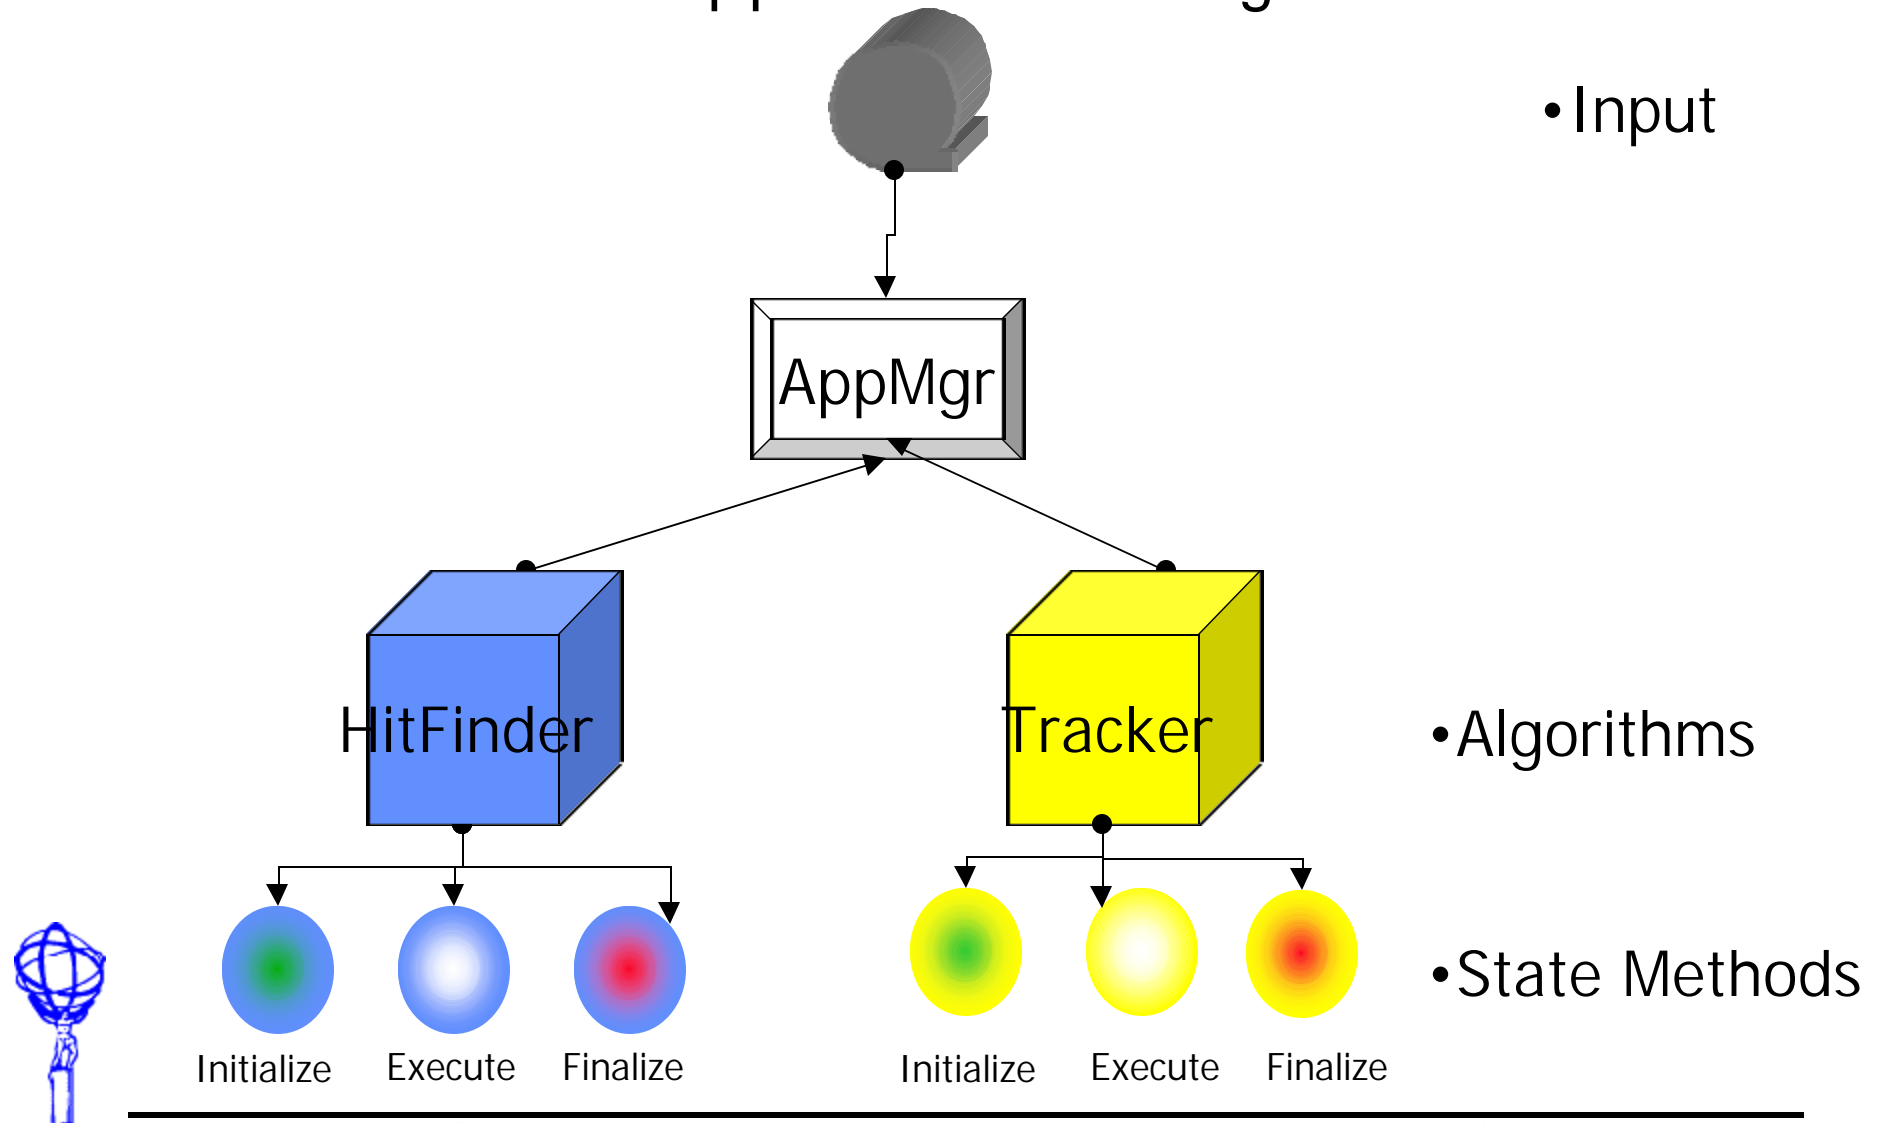 •Input
AppMgr
HitFinder
Tracker
•Algorithms
•State Methods
Initialize
Execute
Finalize
Initialize
Execute
Finalize